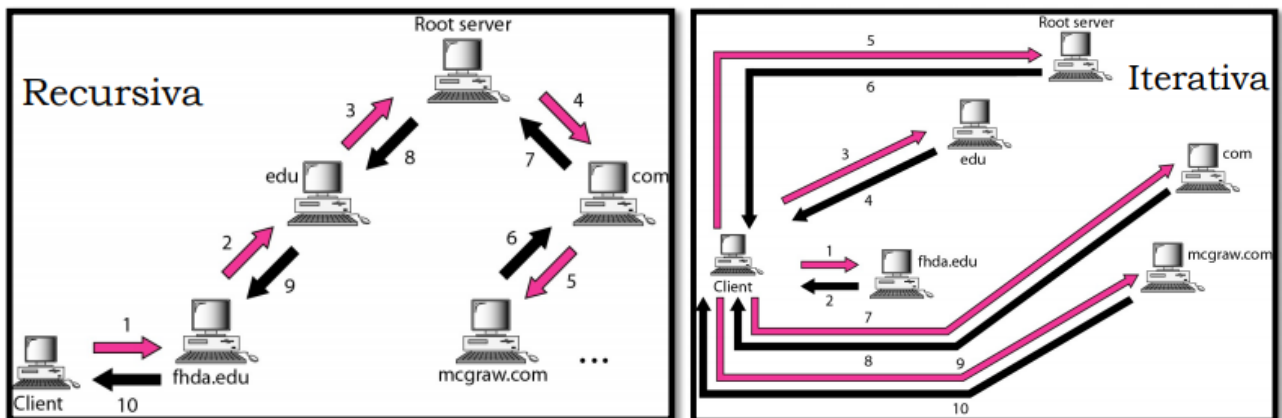 Root server
Recursiva
3
4
8
7
edu
com
2
6
9
5
1
fhda.edu
mcgraw.com
...
Client
10
Root server
5
6
Iterativa
3
edu
com
4
1
fhda.edu
mcgraw.com
Client
2
7
8
9
10